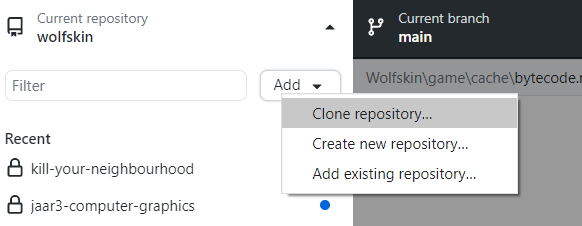 Current repository
wolfskin
Current branch
main
Filter
Add
Wolfskin\game\cache\bytecode.
Clone repository...
Create new repository...
Add existing repository...
Recent
kill-your-neighbourhood
jaar3-computer-graphics